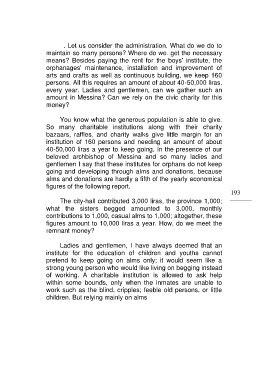 . Let us consider the administration. What do we do to
maintain so many persons? Where do we. get the necessary
means? Besides paying the rent for the boys' institute, the
orphanages' maintenance, installation and improvement of
arts and crafts as well as continuous building, we keep 160
persons. All this requires an amount of about 40-50,000 liras,
every year. Ladies and gentlemen, can we gather such an
amount in Messina? Can we rely on the civic charity for this
money?
You know what the generous population is able to give.
So many charitable institutions along with their charity
bazaars, raffles, and charity walks give little margin for an
institution of 160 persons and needing an amount of about
40-50,000 liras a year to keep going. In the presence of our
beloved archbishop of Messina and so many ladies and
gentlemen I say that these institutes for orphans do not keep
going and developing through alms and donations, because
alms and donations are hardly a fifth of the yearly economical
figures of the following report.
193
The city-hall contributed 3,000 liras, the province 1,000;
what the sisters begged amounted to 3,000, monthly
contributions to 1,000, casual alms to 1,000; altogether, these
figures amount to 10,000 liras a year. How. do we meet the
remnant money?
Ladies and gentlemen, I have always deemed that an
institute for the education of children and youths cannot
pretend to keep going on alms only; it would seem like a
strong young person who would like living on begging instead
of working. A charitable institution is allowed to ask help
within some bounds, only when the inmates are unable to
work such as the blind, cripples; feeble old persons, or little
children. But relying mainly on alms